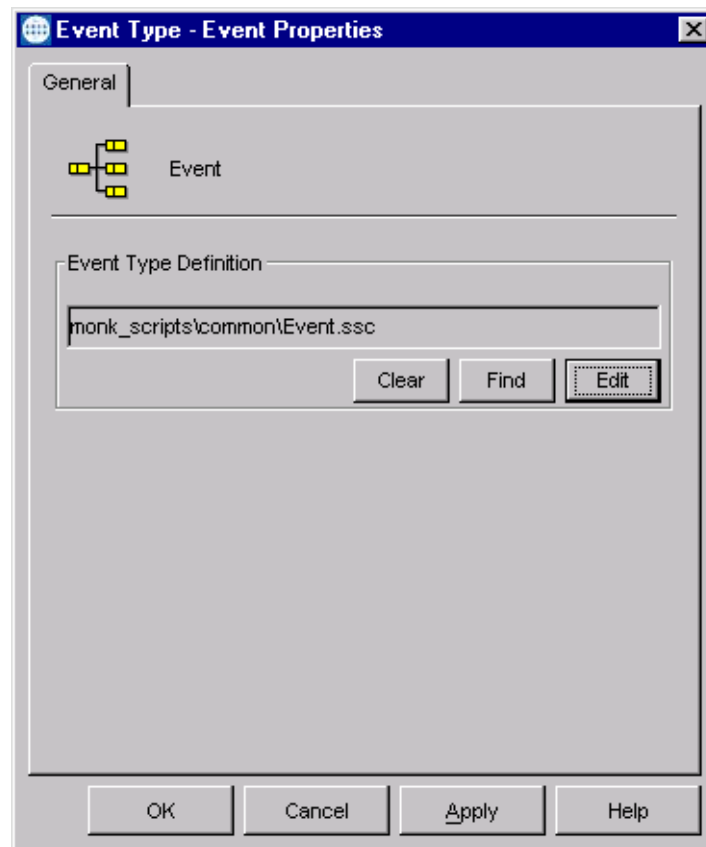 Event Type - Event Properties
General
Event
Event Type Definition
monk_scripts\common\Event.ssc
Clear Find Edit
OK Cancel Apply Help